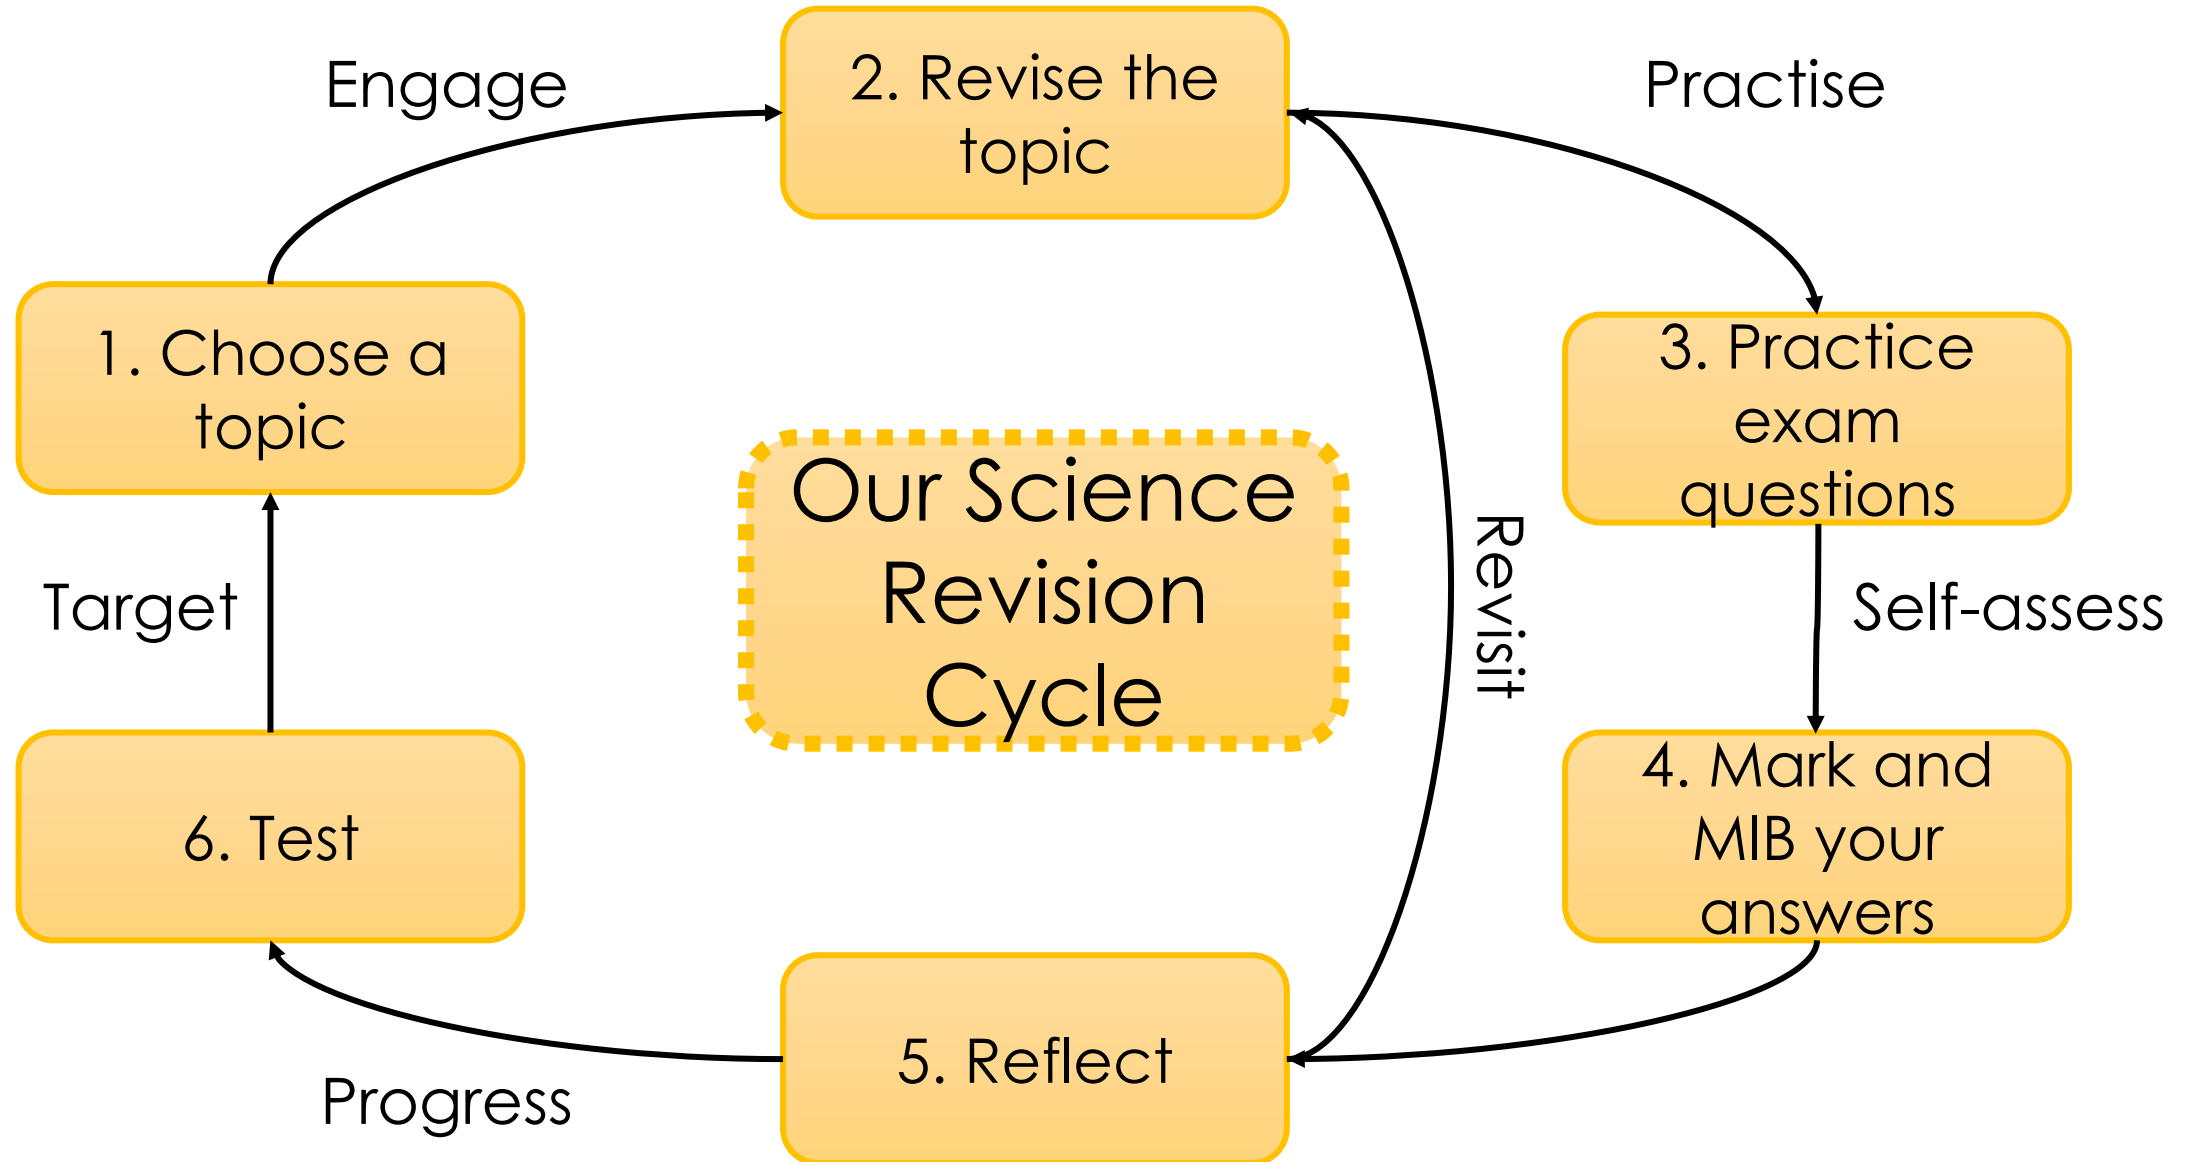 Engage
2. Revise the
topic
Practise
1. Choose a
topic
3. Practice
exam
questions
Our Science
Revision
Cycle
Revisit
Target
Self-assess
4. Mark and
MIB your
answers
6. Test
5. Reflect
Progress